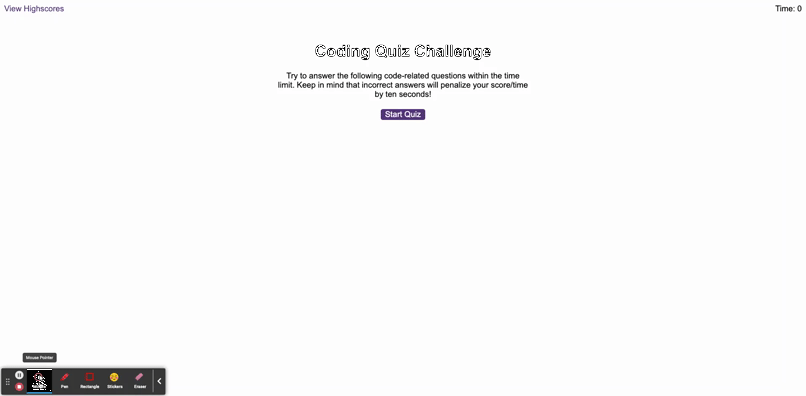 View Highscores
Time: 0
Coding Quiz Challenge
Try to answer the following code-related questions within the time
limit. Keep in mind that incorrect answers will penalize your score/time
by ten seconds!
Start Quiz
Mouse Pointer
Pen
Rectangle
Stickers
Eraser